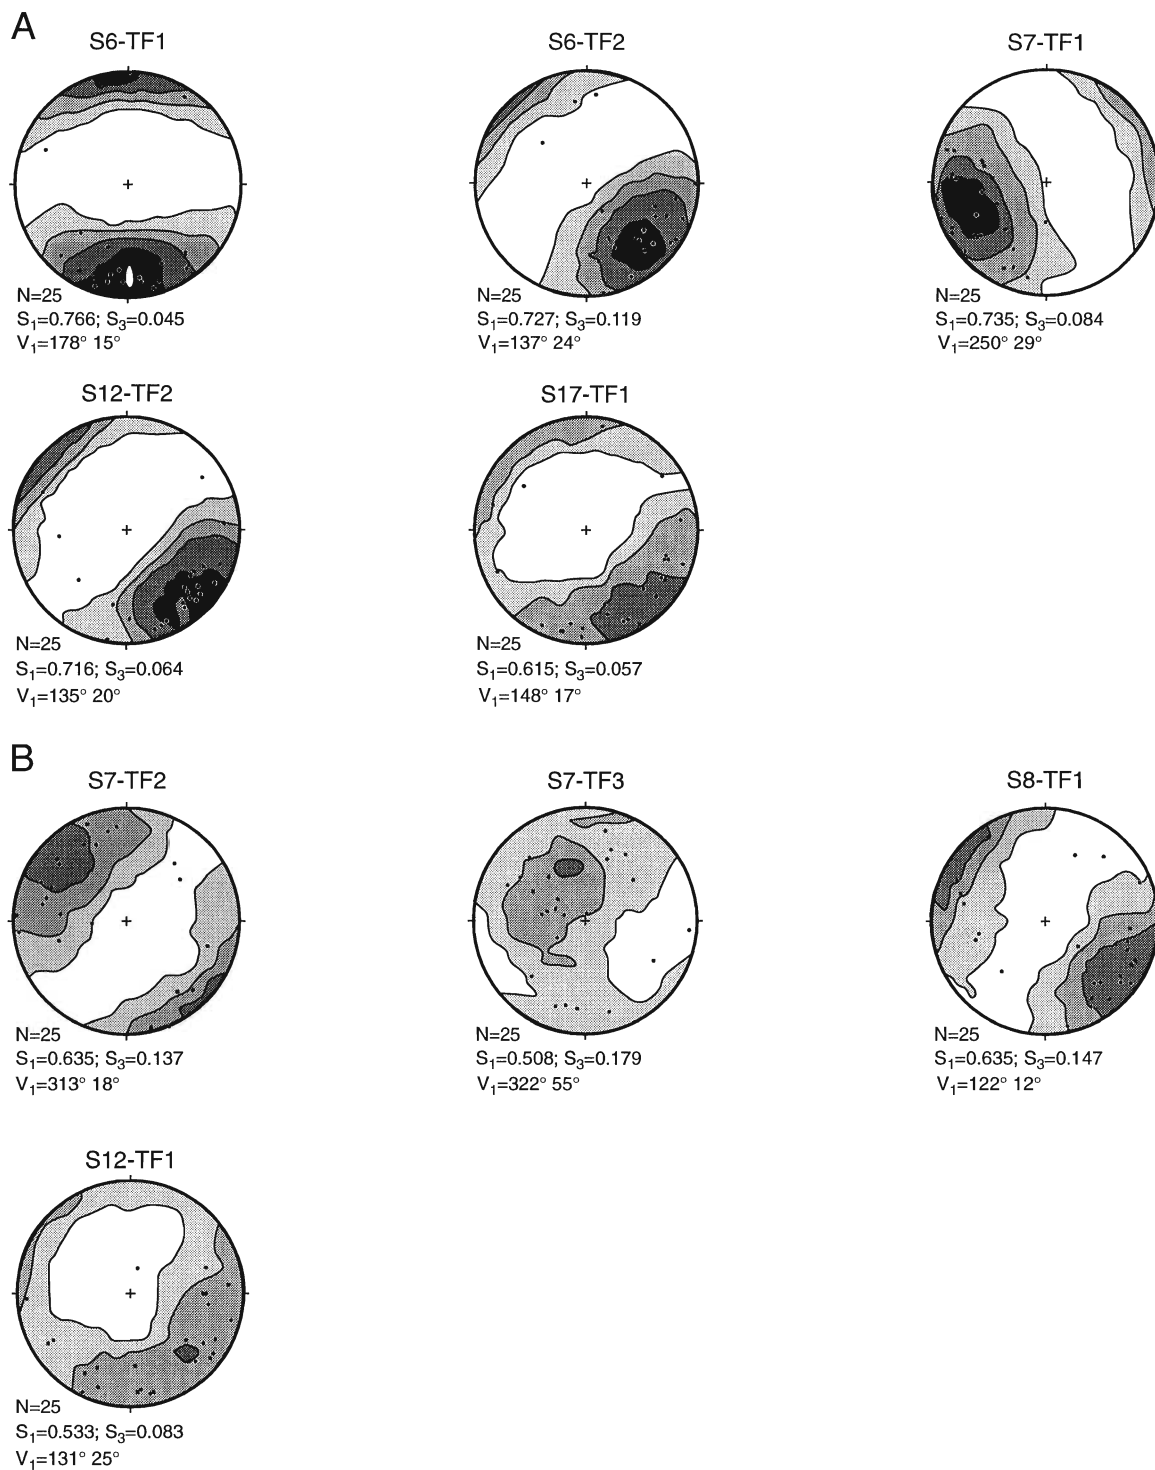 A
S6-TF1
S6-TF2
S7-TF1
N=25
S1=0.766; S3=0.045
V1=178° 15°
N=25
S1=0.727; S3=0.119
V1=137° 24°
N=25
S1=0.735; S3=0.084
V1=250° 29°
S12-TF2
S17-TF1
N=25
S1=0.716; S3=0.064
V1=135° 20°
N=25
S1=0.615; S3=0.057
V1=148° 17°
B
S7-TF2
S7-TF3
S8-TF1
N=25
S1=0.635; S3=0.137
V1=313° 18°
N=25
S1=0.508; S3=0.179
V1=322° 55°
N=25
S1=0.635; S3=0.147
V1=122° 12°
S12-TF1
N=25
S1=0.533; S3=0.083
V1=131° 25°